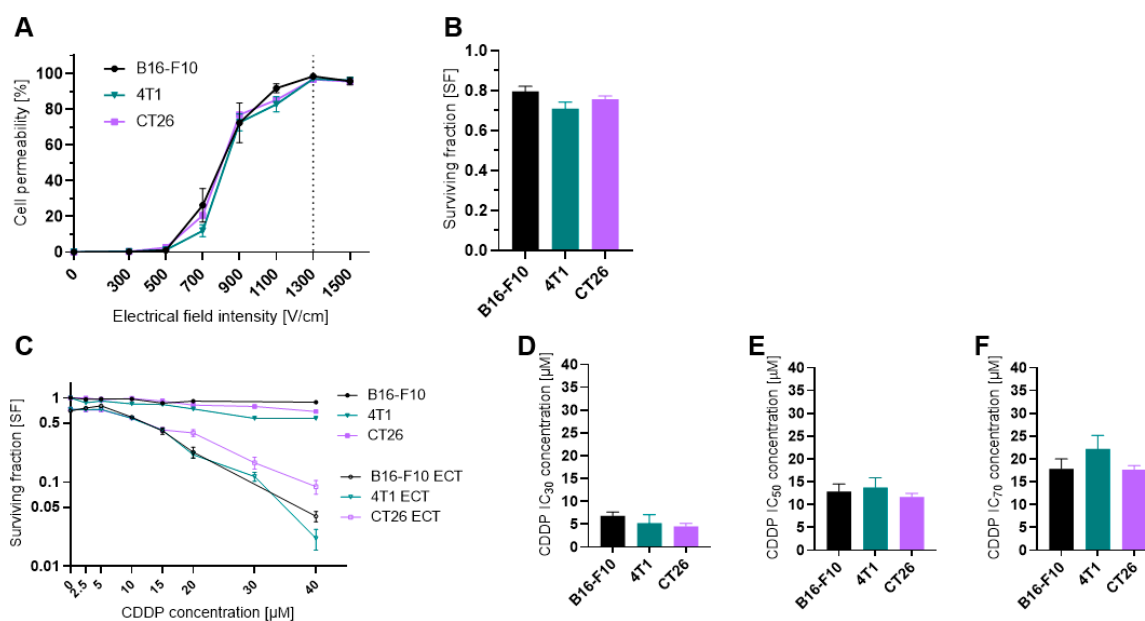 A
B16-F10
4T1
CT26
Cell permeability [%]
100
80
60
40
20
0
0
300
500
700
900
1100
1300
1500
Electrical field intensity [V/cm]
B
Surviving fraction [SF]
1.0
0.8
0.6
0.4
0.2
0.0
B16-F10
4T1
CT26
C
Surviving fraction [SF]
1
0.5
0.1
0.05
0.01
0
2.5
5
10
15
20
30
40
CDDP concentration [µM]
B16-F10
4T1
CT26
B16-F10 ECT
4T1 ECT
CT26 ECT
D
CDDP IC30 concentration [µM]
40
35
30
25
20
15
10
5
0
B16-F10
4T1
CT26
E
CDDP IC50 concentration [µM]
40
35
30
25
20
15
10
5
0
B16-F10
4T1
CT26
F
CDDP IC70 concentration [µM]
40
35
30
25
20
15
10
5
0
B16-F10
4T1
CT26